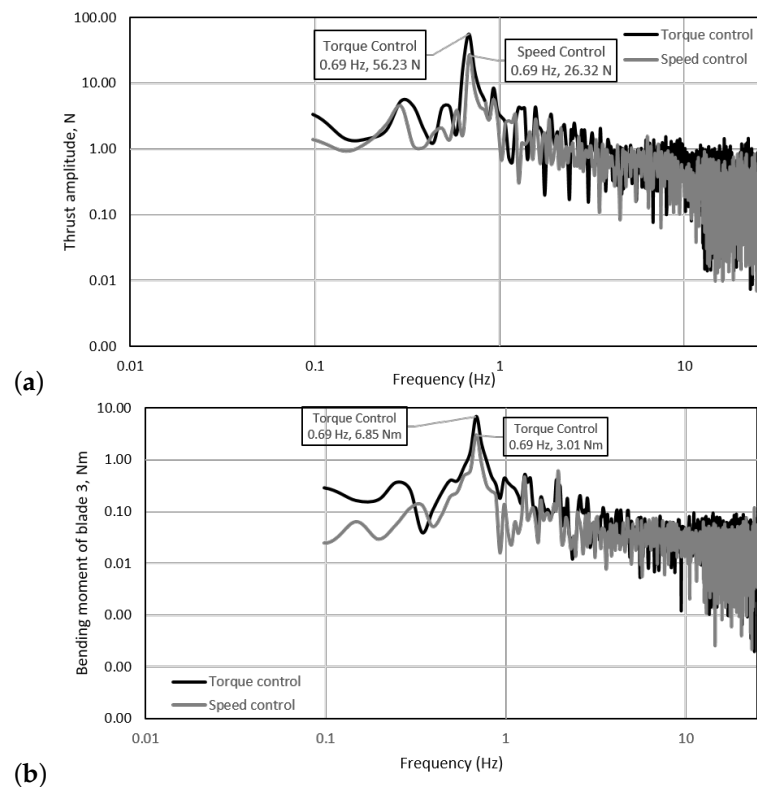 100.00
10.00
1.00
0.10
0.01
0.00
Thrust amplitude, N
Torque Control
0.69 Hz, 56.23 N
Speed Control
0.69 Hz, 26.32 N
Torque control
Speed control
0.01
0.1
1
10
Frequency (Hz)
(a)
10.00
1.00
0.10
0.01
0.00
0.00
0.00
Bending moment of blade 3, Nm
Torque Control
0.69 Hz, 6.85 Nm
Torque Control
0.69 Hz, 3.01 Nm
Torque control
Speed control
0.01
0.1
1
10
Frequency (Hz)
(b)